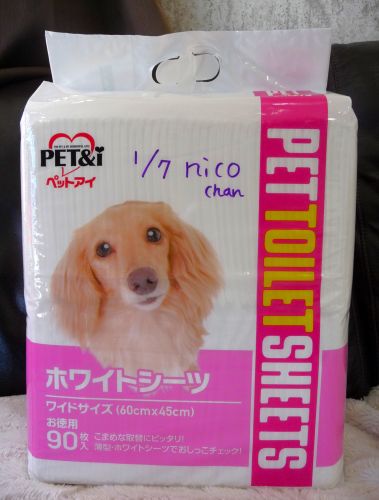 PET&i
ペットアイ
1/7 nico
chan
PET TOILET SHEETS
ホワイトシーツ
ワイドサイズ (60cm×45cm)
お徳用
90枚入
こまめな取替にピッタリ!
薄型・ホワイトシーツでおしっこチェック!